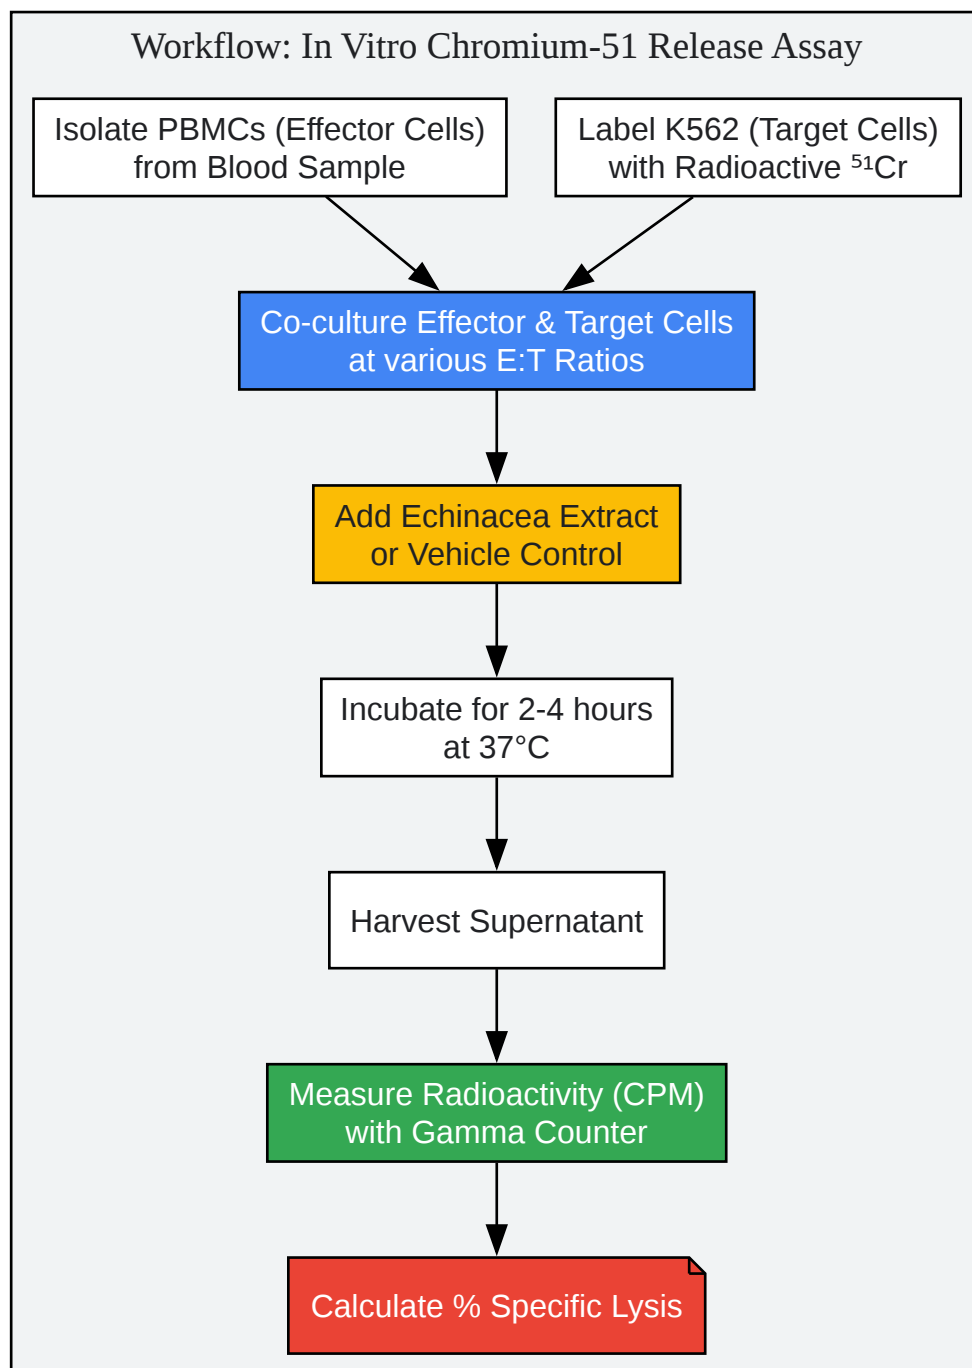 Workflow: In Vitro Chromium-51 Release Assay
Isolate PBMCs (Effector Cells)
from Blood Sample
Label K562 (Target Cells)
with Radioactive ⁵¹Cr
Co-culture Effector & Target Cells
at various E:T Ratios
Add Echinacea Extract
or Vehicle Control
Incubate for 2-4 hours
at 37°C
Harvest Supernatant
Measure Radioactivity (CPM)
with Gamma Counter
Calculate % Specific Lysis